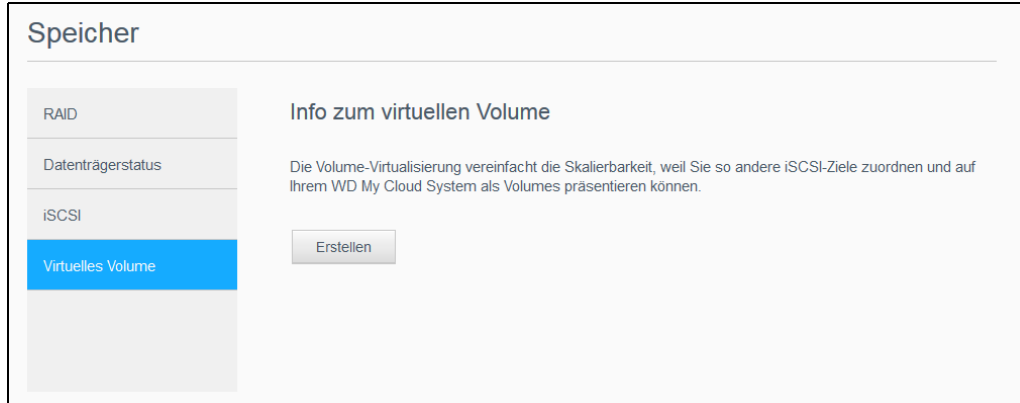 Speicher
RAID
Datenträgerstatus
iSCSI
Virtuelles Volume
Info zum virtuellen Volume
Die Volume-Virtualisierung vereinfacht die Skalierbarkeit, weil Sie so andere iSCSI-Ziele zuordnen und auf
Ihrem WD My Cloud System als Volumes präsentieren können.
Erstellen